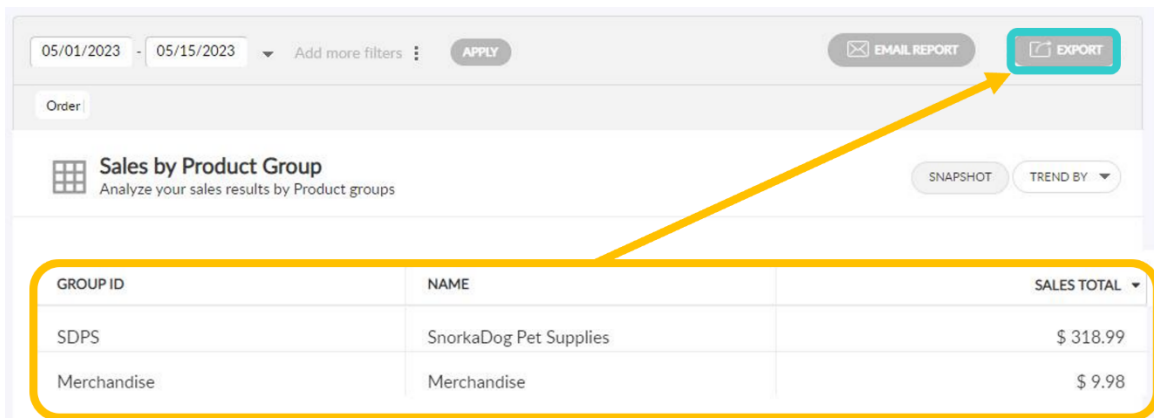 05/01/2023 - 05/15/2023 Add more filters APPLY EMAIL REPORT EXPORT
Order
Sales by Product Group
Analyze your sales results by Product groups
SNAPSHOT TREND BY
GROUP ID NAME SALES TOTAL
SDPS SnorkaDog Pet Supplies $ 318.99
Merchandise Merchandise $ 9.98